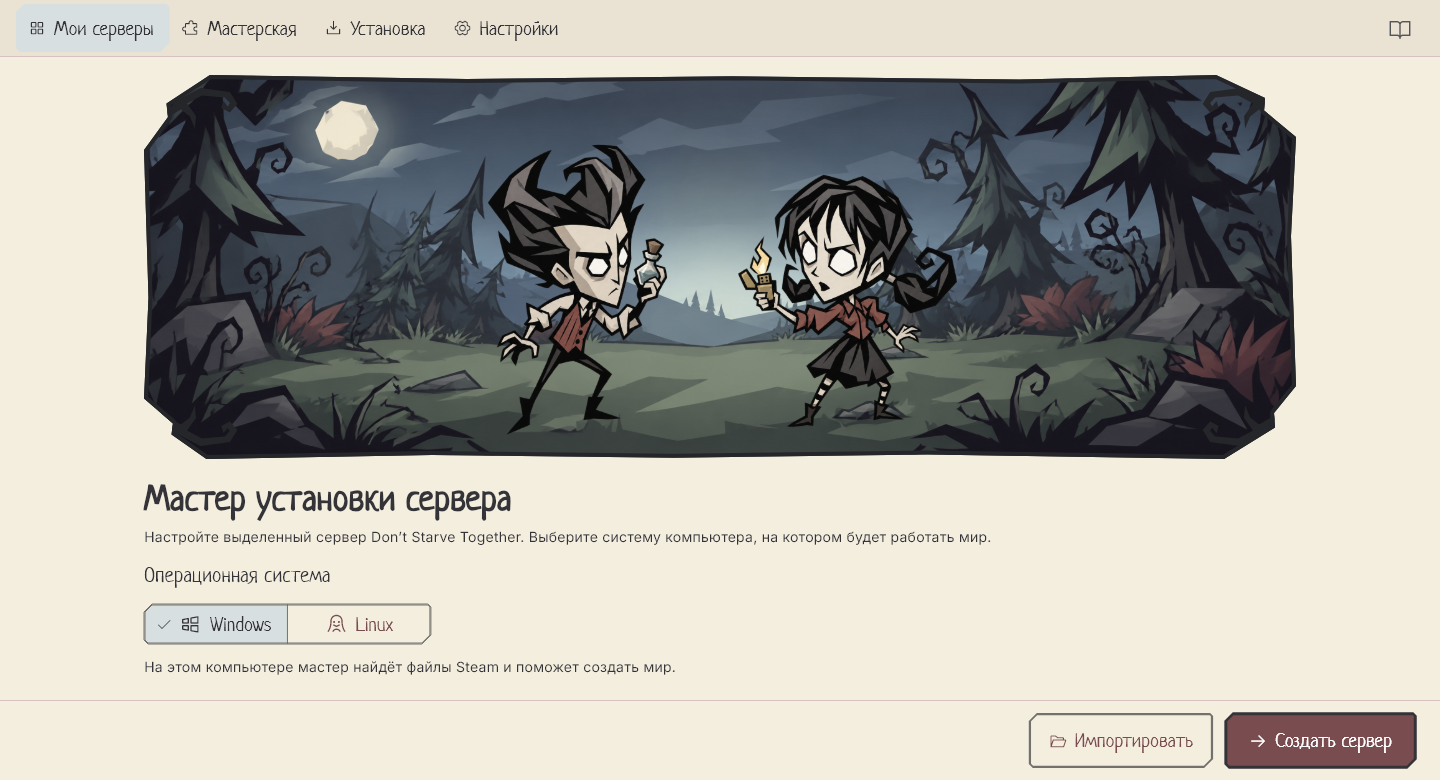 Мои серверы
Мастерская
Установка
Настройки
Мастер установки сервера
Настройте выделенный сервер Don’t Starve Together. Выберите систему компьютера, на котором будет работать мир.
Операционная система
Windows
Linux
На этом компьютере мастер найдёт файлы Steam и поможет создать мир.
Импортировать
Создать сервер